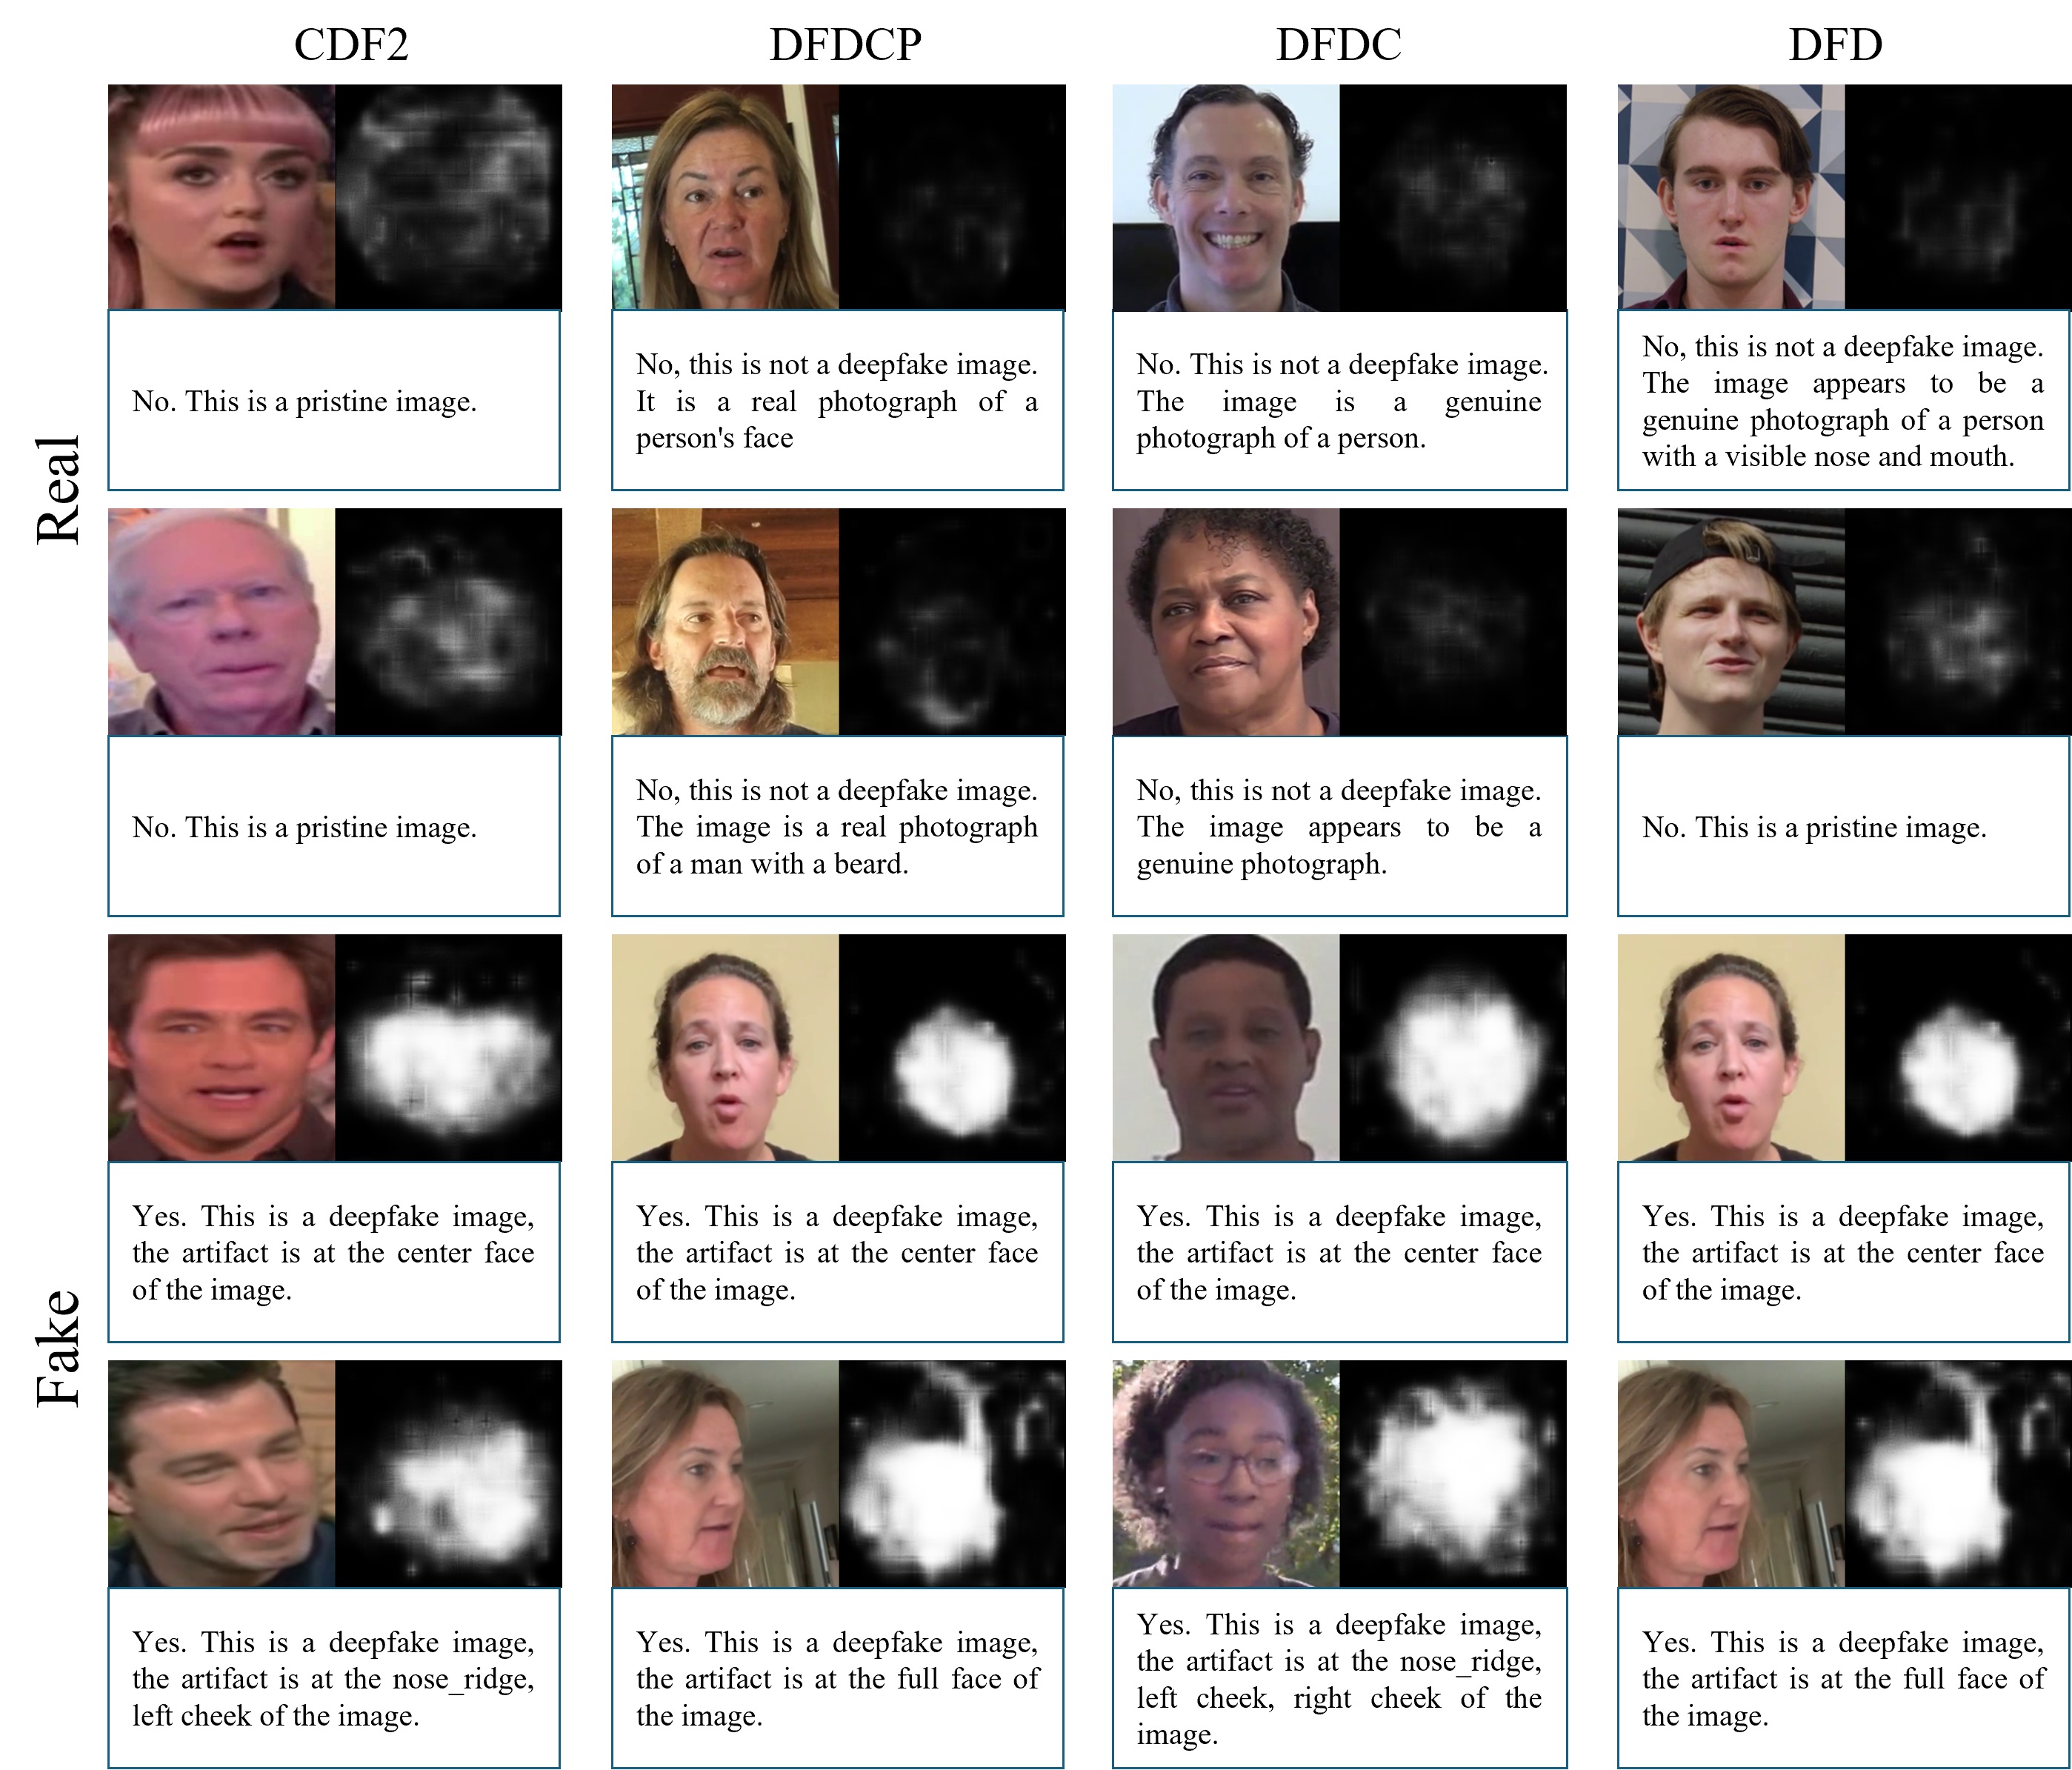 CDF2
DFDCP
DFDC
DFD
Real
No. This is a pristine image.
No, this is not a deepfake image.
It is a real photograph of a
person's face
No. This is not a deepfake image.
The image is a genuine
photograph of a person.
No, this is not a deepfake image.
The image appears to be a
genuine photograph of a person
with a visible nose and mouth.
No. This is a pristine image.
No, this is not a deepfake image.
The image is a real photograph
of a man with a beard.
No, this is not a deepfake image.
The image appears to be a
genuine photograph.
No. This is a pristine image.
Fake
Yes. This is a deepfake image,
the artifact is at the center face
of the image.
Yes. This is a deepfake image,
the artifact is at the center face
of the image.
Yes. This is a deepfake image,
the artifact is at the center face
of the image.
Yes. This is a deepfake image,
the artifact is at the center face
of the image.
Yes. This is a deepfake image,
the artifact is at the nose_ridge,
left cheek of the image.
Yes. This is a deepfake image,
the artifact is at the full face of
the image.
Yes. This is a deepfake image,
the artifact is at the nose_ridge,
left cheek, right cheek of the
image.
Yes. This is a deepfake image,
the artifact is at the full face of
the image.